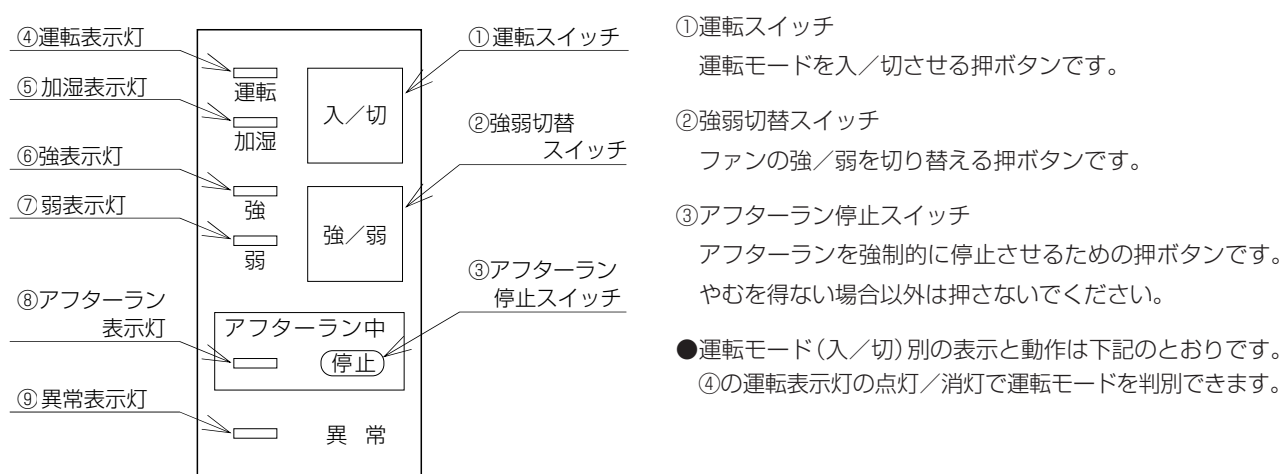 ④運転表示灯
⑤加湿表示灯
⑥強表示灯
⑦弱表示灯
⑧アフターラン
表示灯
⑨異常表示灯
運転
加湿
強
弱
入／切
強／弱
アフターラン中
停止
異 常
①運転スイッチ
②強弱切替
スイッチ
③アフターラン
停止スイッチ
①運転スイッチ
運転モードを入／切させる押ボタンです。
②強弱切替スイッチ
ファンの強／弱を切り替える押ボタンです。
③アフターラン停止スイッチ
アフターランを強制的に停止させるための押ボタンです。
やむを得ない場合以外は押さないでください。
●運転モード（入／切）別の表示と動作は下記のとおりです。
④の運転表示灯の点灯／消灯で運転モードを判別できます。